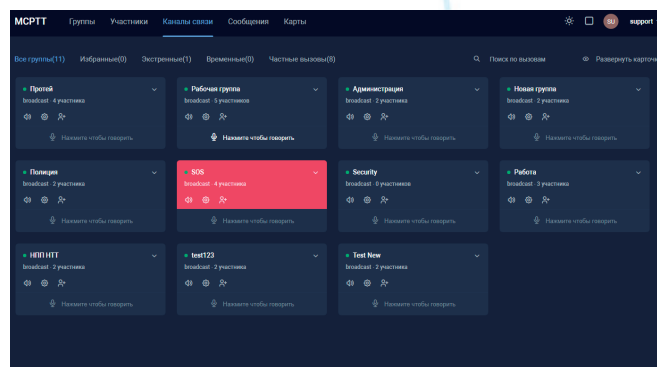 МСРТТ Группы Участники Каналы связи Сообщения Карты SU support
Все группы(11) Избранные(0) Экстренные(1) Временные(0) Частные вызовы(8) Поиск по вызовам Развернуть карточк
Протей Рабочая группа Администрация Новая группа
broadcast · 4 участника broadcast · 5 участников broadcast · 2 участника broadcast · 2 участника
Нажмите чтобы говорить Нажмите чтобы говорить Нажмите чтобы говорить Нажмите чтобы говорить
Полиция SOS Security Работа
broadcast · 2 участника broadcast · 4 участника broadcast · 0 участников broadcast · 3 участника
Нажмите чтобы говорить Нажмите чтобы говорить Нажмите чтобы говорить Нажмите чтобы говорить
НПП НТТ test123 Test New
broadcast · 2 участника broadcast · 2 участника broadcast · 2 участника
Нажмите чтобы говорить Нажмите чтобы говорить Нажмите чтобы говорить